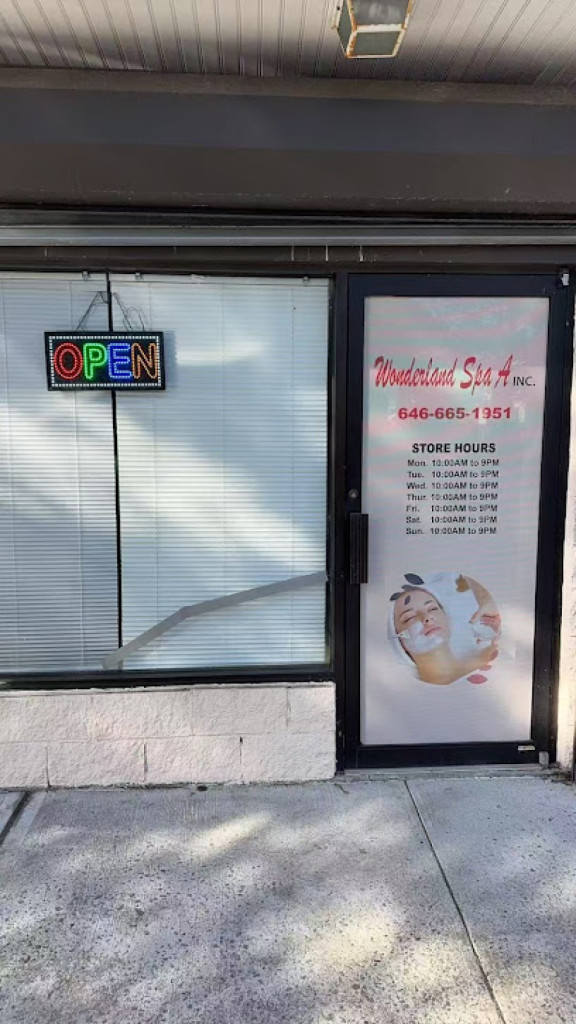 OPEN
Wonderland Spa A INC.
646-665-1951
STORE HOURS
Mon. 10:00AM to 9PM
Tue. 10:00AM to 9PM
Wed. 10:00AM to 9PM
Thur. 10:00AM to 9PM
Fri. 10:00AM to 9PM
Sat. 10:00AM to 9PM
Sun. 10:00AM to 9PM